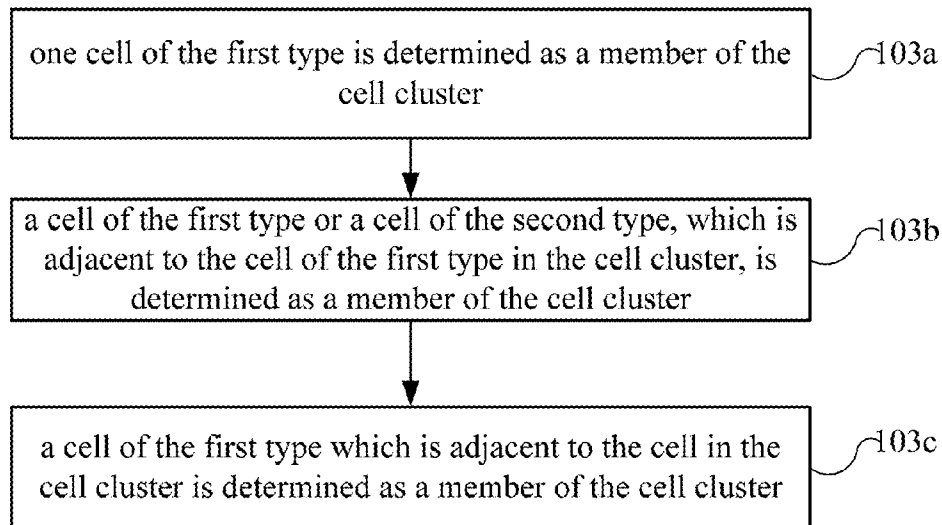 one cell of the first type is determined as a member of the
cell cluster
103a
a cell of the first type or a cell of the second type, which is
adjacent to the cell of the first type in the cell cluster, is
determined as a member of the cell cluster
103b
a cell of the first type which is adjacent to the cell in the
cell cluster is determined as a member of the cell cluster
103c